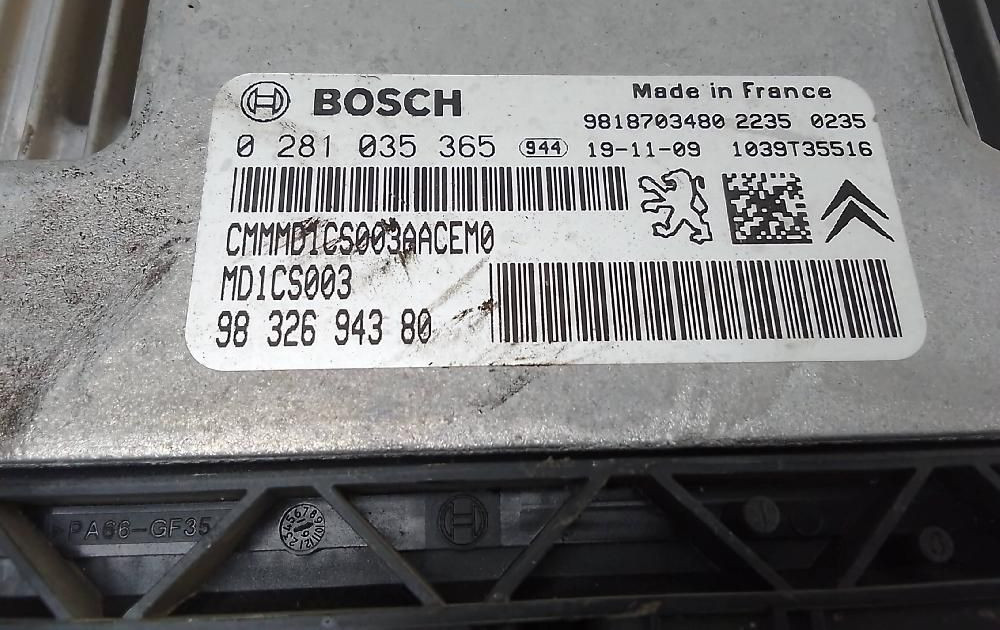 BOSCH
Made in France
9818703480 2235 0235
0 281 035 365 944 19-11-09 1039T35516
CMMMD1CS003AACEM0
MD1CS003
98 326 943 80
>PA66-GF35